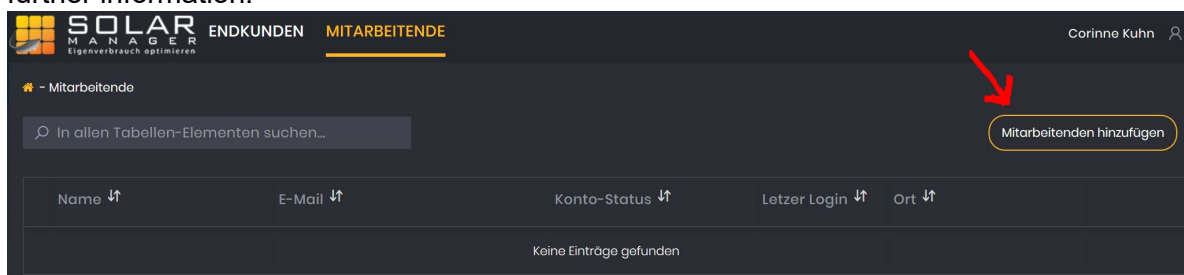 further information.
SOLAR
MANAGER
Eigenverbrauch optimieren
ENDKUNDEN MITARBEITENDE
Corinne Kuhn
- Mitarbeitende
In allen Tabellen-Elementen suchen...
Mitarbeitenden hinzufügen
Name E-Mail Konto-Status Letzer Login Ort
Keine Einträge gefunden